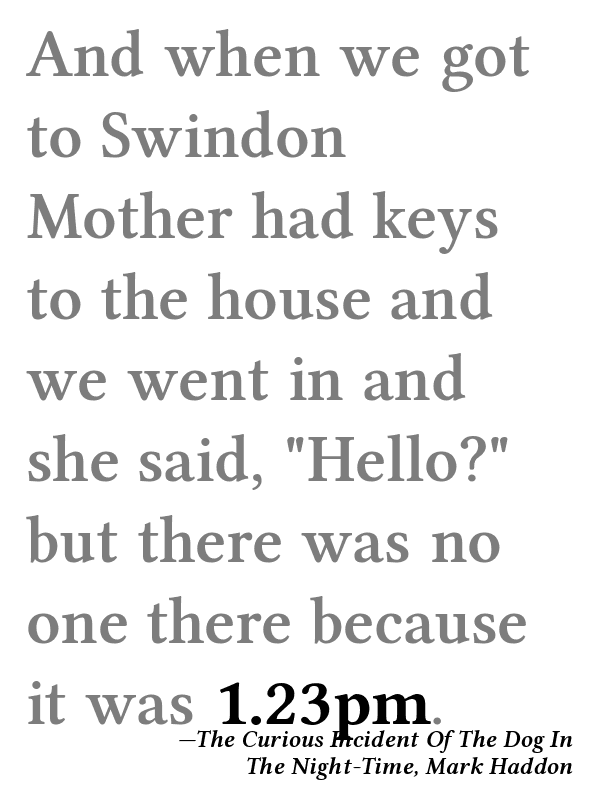 And when we got
to Swindon
Mother had keys
to the house and
we went in and
she said, "Hello?"
but there was no
one there because
it was 1.23pm.
—The Curious Incident Of The Dog In
The Night-Time, Mark Haddon